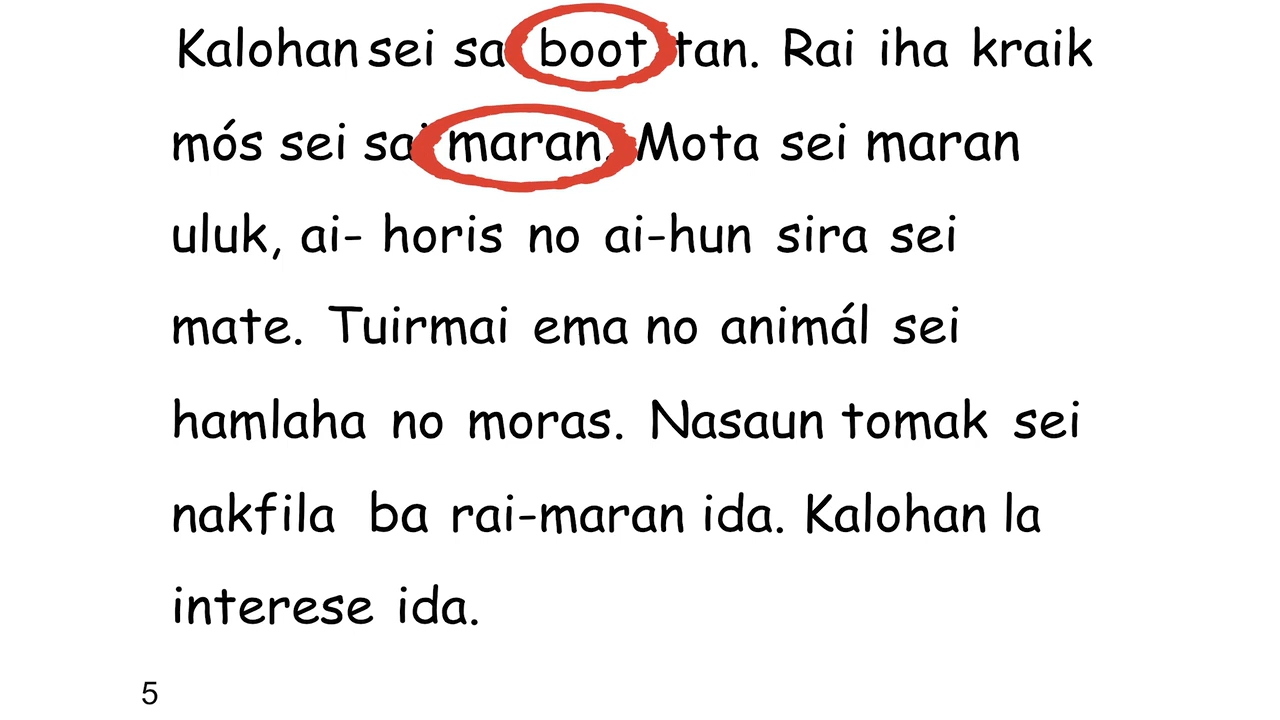 Kalohan sei sai boot tan. Rai iha kraik
mós sei sai maran. Mota sei maran
uluk, ai- horis no ai-hun sira sei
mate. Tuirmai ema no animál sei
hamlaha no moras. Nasaun tomak sei
nakfila ba rai-maran ida. Kalohan la
interese ida.
5